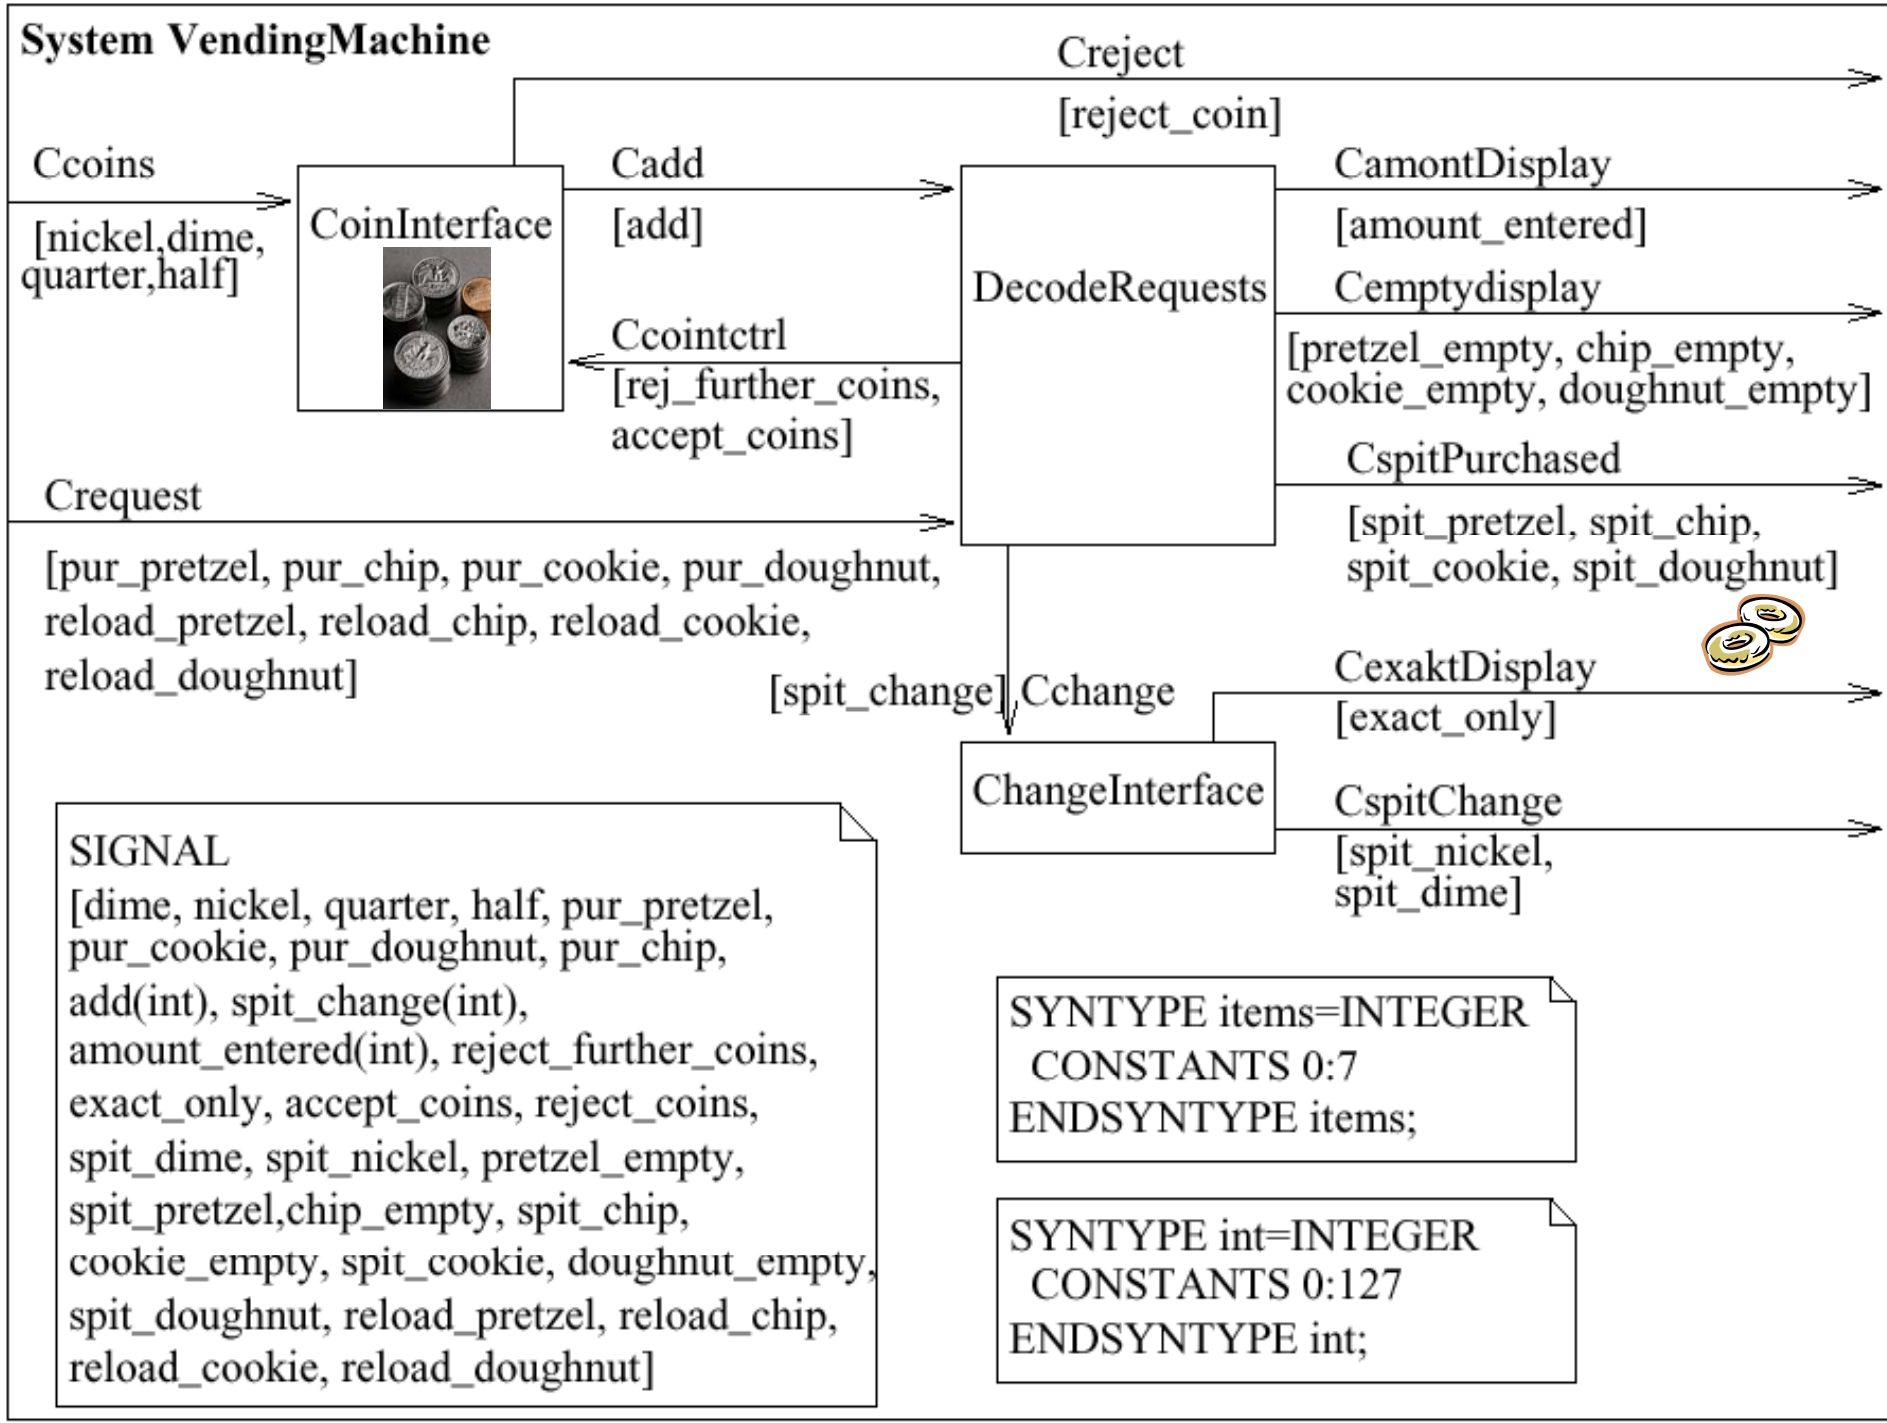 System VendingMachine
Creject
[reject_coin]
Ccoins
[nickel,dime,
quarter,half]
CoinInterface
Cadd
[add]
Ccointctrl
[rej_further_coins,
accept_coins]
DecodeRequests
CamontDisplay
[amount_entered]
Cemptydisplay
[pretzel_empty, chip_empty,
cookie_empty, doughnut_empty]
CspitPurchased
[spit_pretzel, spit_chip,
spit_cookie, spit_doughnut]
Crequest
[pur_pretzel, pur_chip, pur_cookie, pur_doughnut,
reload_pretzel, reload_chip, reload_cookie,
reload_doughnut]
[spit_change] Cchange
CexaktDisplay
[exact_only]
ChangeInterface
CspitChange
[spit_nickel,
spit_dime]
SIGNAL
[dime, nickel, quarter, half, pur_pretzel,
pur_cookie, pur_doughnut, pur_chip,
add(int), spit_change(int),
amount_entered(int), reject_further_coins,
exact_only, accept_coins, reject_coins,
spit_dime, spit_nickel, pretzel_empty,
spit_pretzel,chip_empty, spit_chip,
cookie_empty, spit_cookie, doughnut_empty,
spit_doughnut, reload_pretzel, reload_chip,
reload_cookie, reload_doughnut]
SYNTYPE items=INTEGER
CONSTANTS 0:7
ENDSYNTYPE items;
SYNTYPE int=INTEGER
CONSTANTS 0:127
ENDSYNTYPE int;